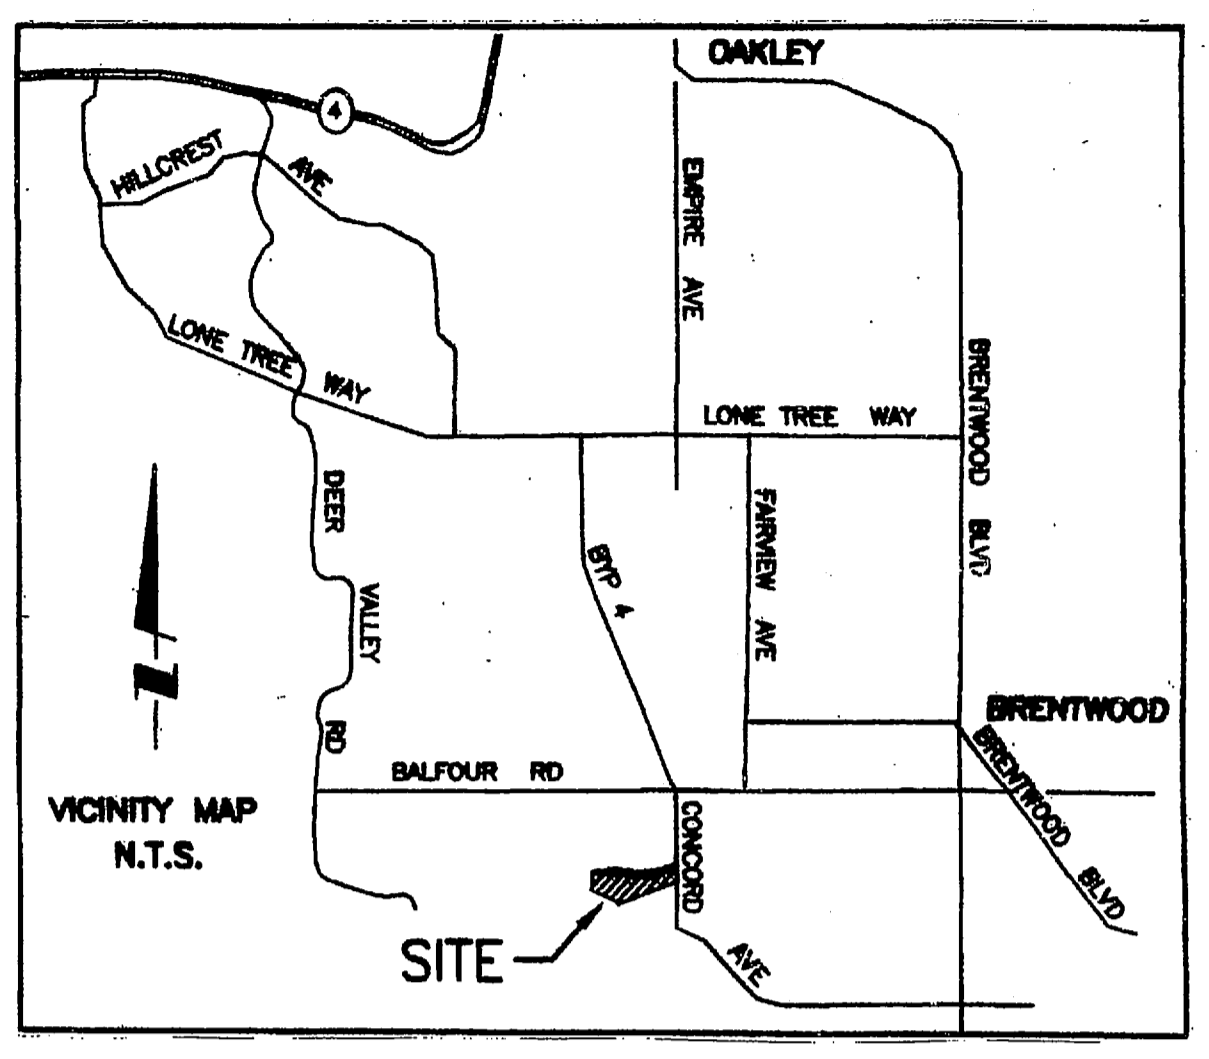 OAKLEY
4
HILLCREST AVE
EMPIRE AVE
LONE TREE WAY
LONE TREE WAY
BRENTWOOD BLVD
DEER VALLEY RD
FAIRVIEW AVE
BYP 4
BRENTWOOD
BRENTWOOD BLVD
BALFOUR RD
VICINITY MAP
N.T.S.
CONCORD AVE
SITE
N